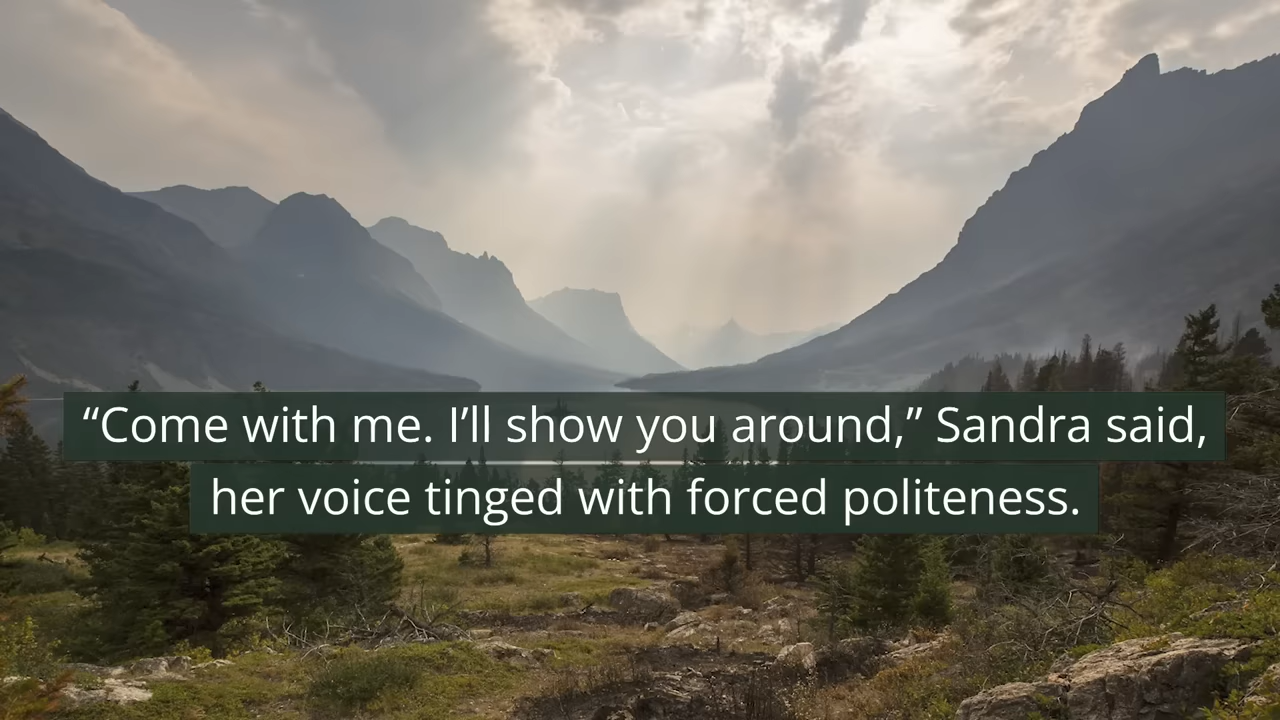 “Come with me. I’ll show you around,” Sandra said,
her voice tinged with forced politeness.